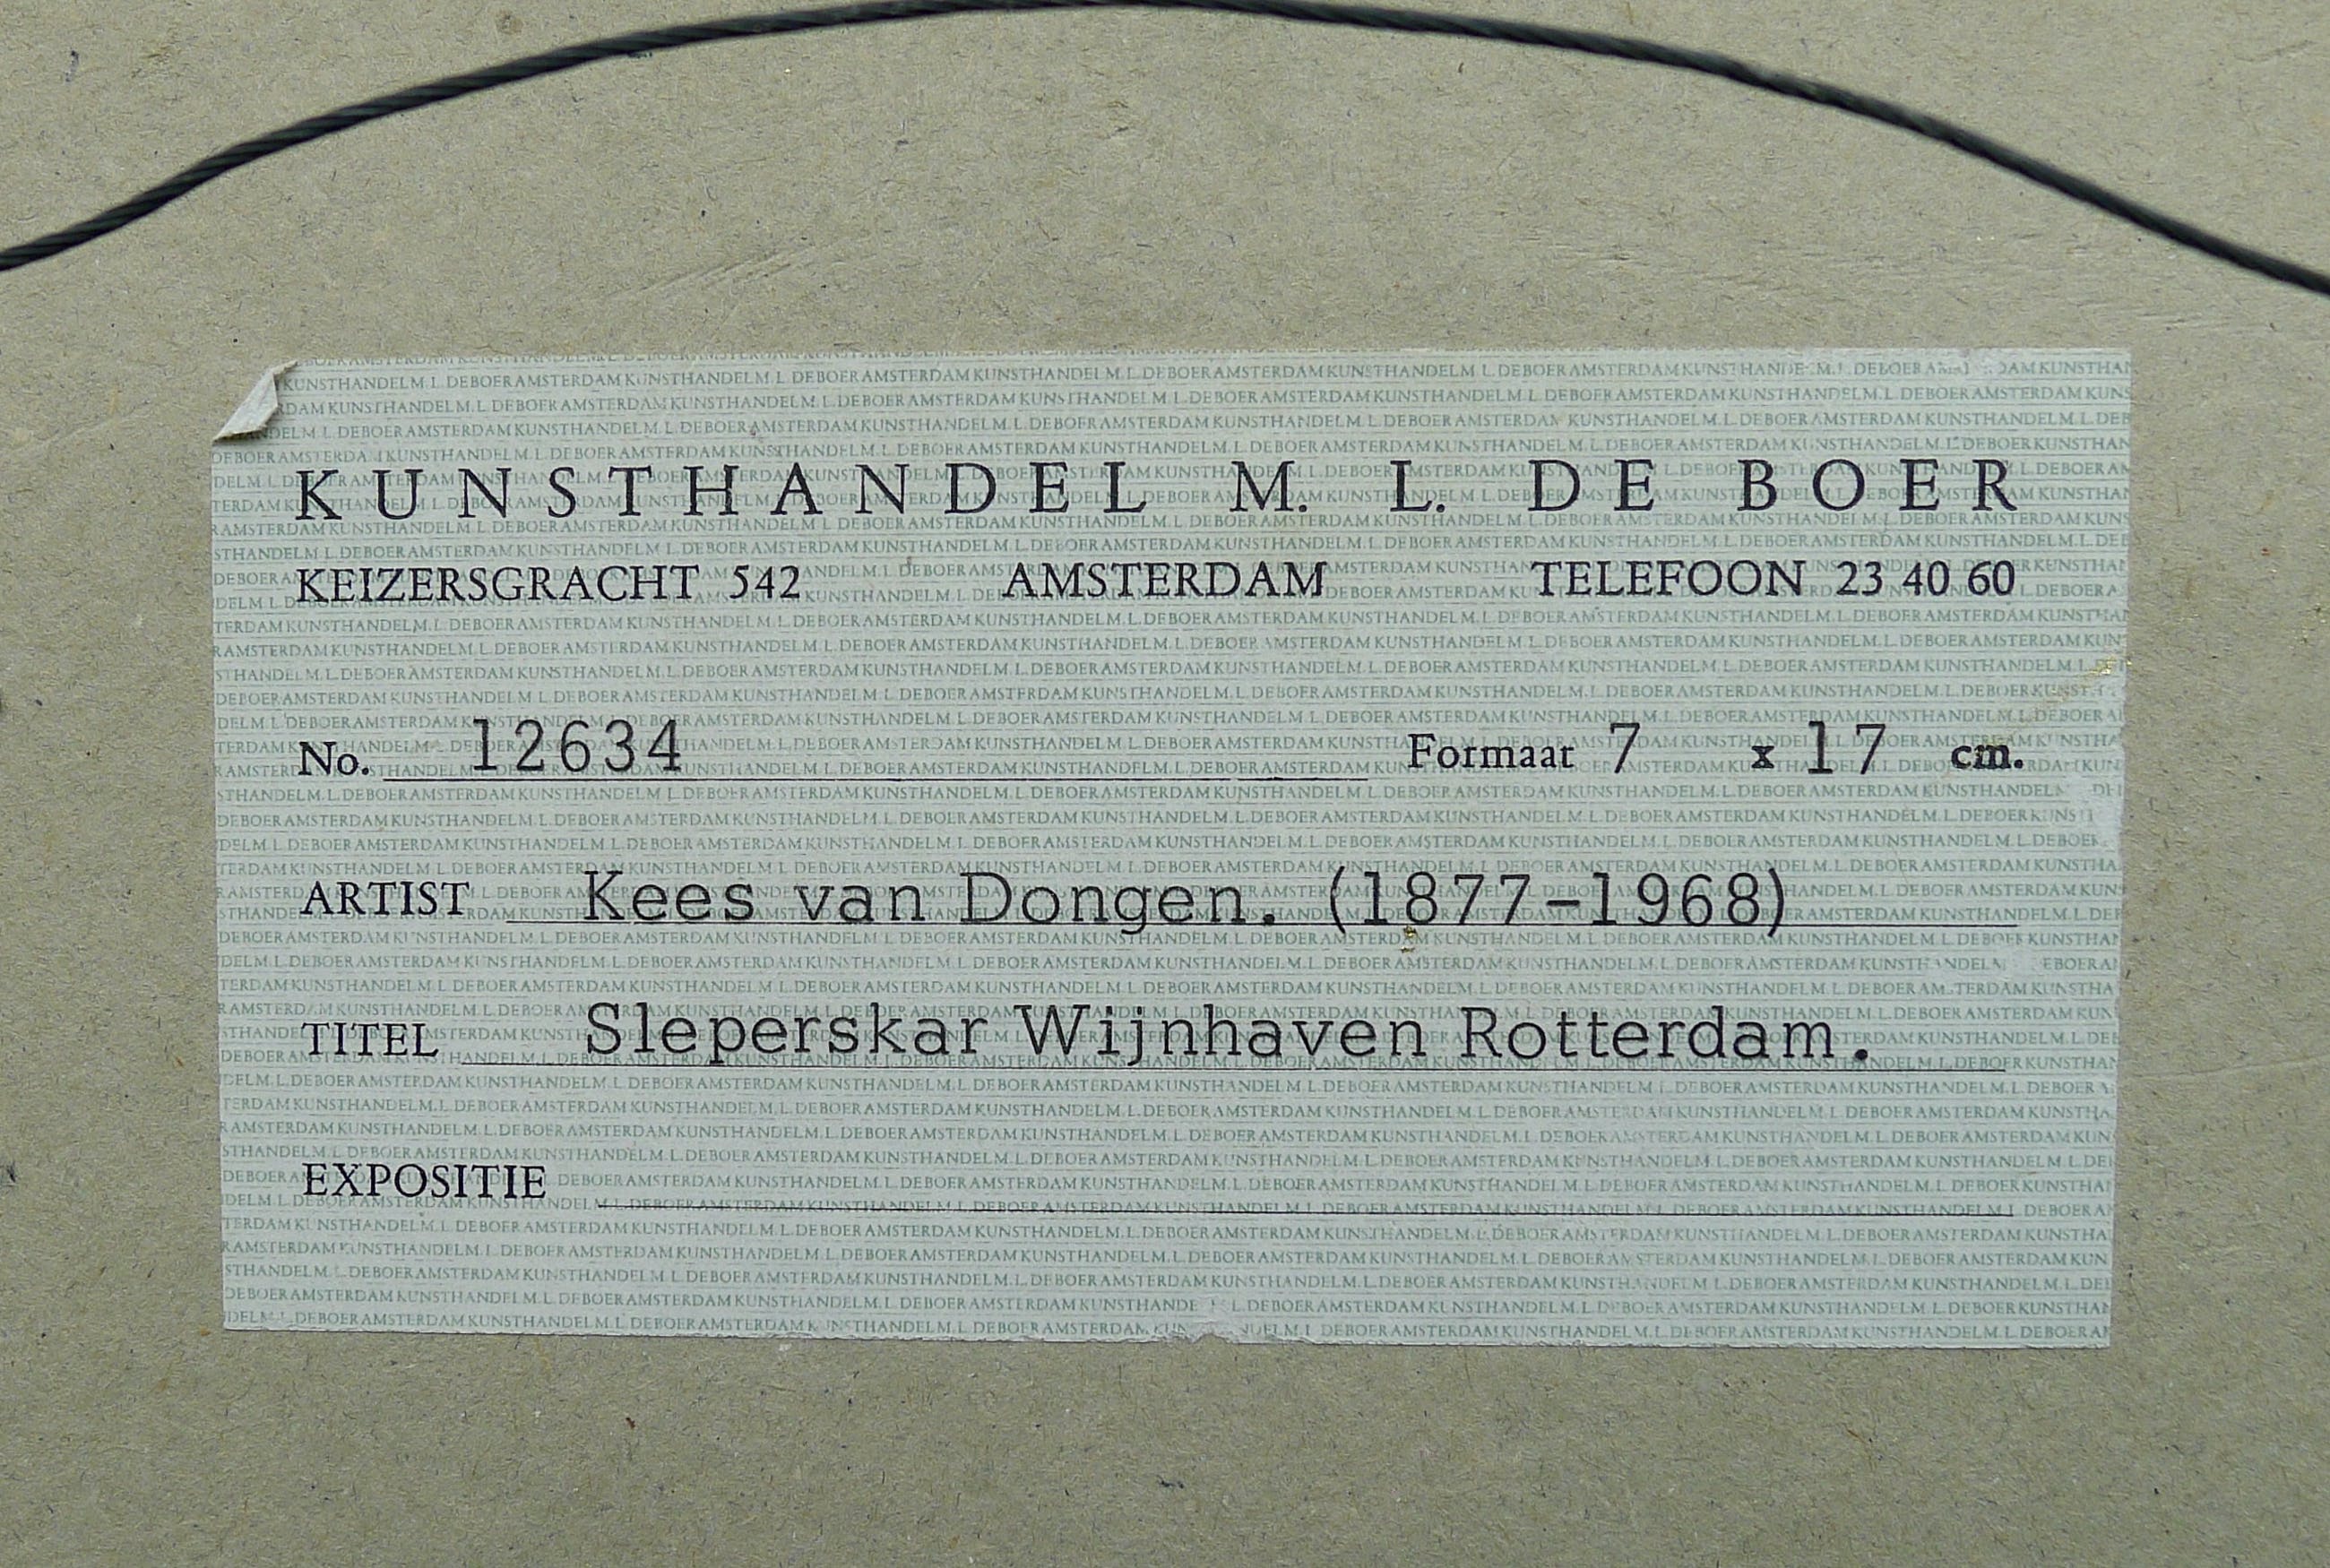 KUNSTHANDEL M. L. DE BOER
KEIZERSGRACHT 542 AMSTERDAM TELEFOON 23 40 60
No. 12634 Formaat 7 x 17 cm.
ARTIST Kees van Dongen. (1877-1968)
TITEL Sleperskar Wijnhaven Rotterdam.
EXPOSITIE